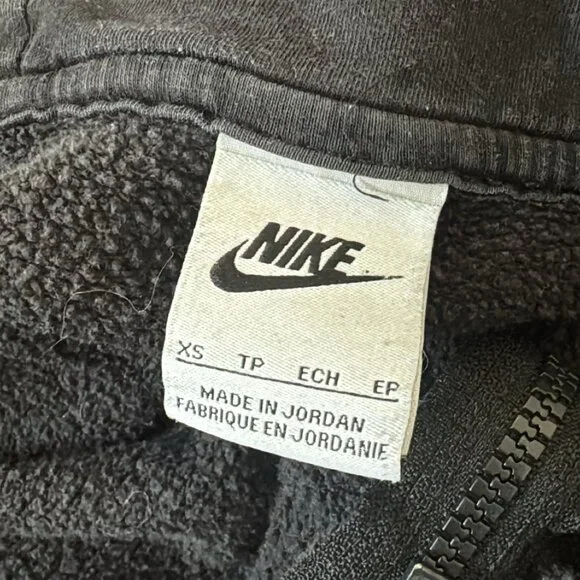 NIKE
XS TP ECH EP
MADE IN JORDAN
FABRIQUE EN JORDANIE